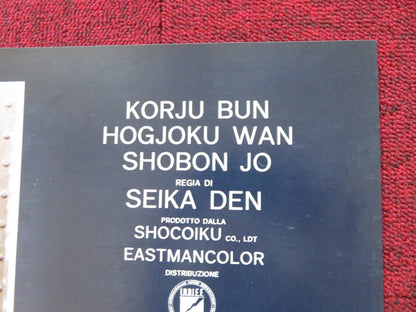 KORJU BUN
HOGJOKU WAN
SHOBON JO
REGIA DI
SEIKA DEN
PRODOTTO DALLA
SHOCOIKU CO., LDT
EASTMANCOLOR
DISTRIBUZIONE